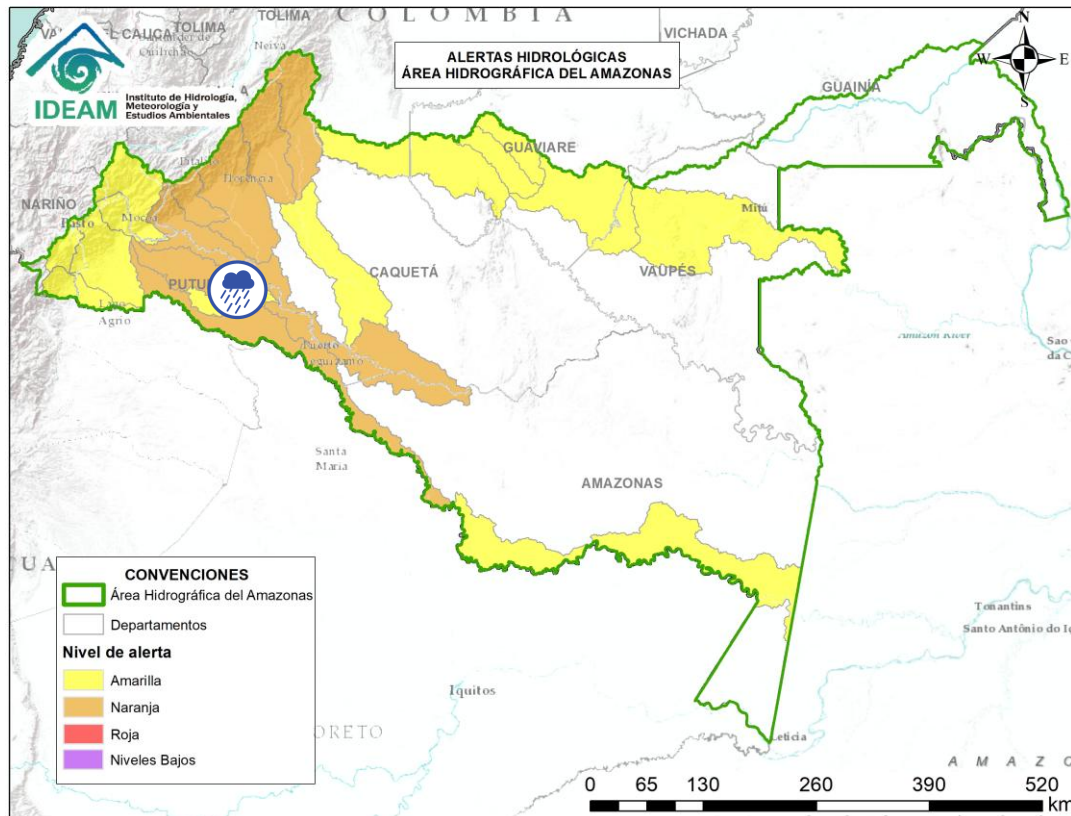 COLOMBIA
TOLIMA
TOLIMA
Neiva
VICHADA
ALERTAS HIDROLÓGICAS
ÁREA HIDROGRÁFICA DEL AMAZONAS
N
W
E
S
IDEAM
Instituto de Hidrología,
Meteorología y
Estudios Ambientales
GUAINÍA
GUAVIARE
Florencia
NARIÑO
Pasto
Mocoa
Mitú
CAQUETÁ
VAUPÉS
Lago
Agrio
Puerto
Leguízamo
Amazon River
Santa
Maria
AMAZONAS
CONVENCIONES
Área Hidrográfica del Amazonas
Departamentos
Nivel de alerta
Amarilla
Naranja
Roja
Niveles Bajos
Tonantins
Santo Antônio do
Iquitos
Leticia
0 65 130 260 390 520
km